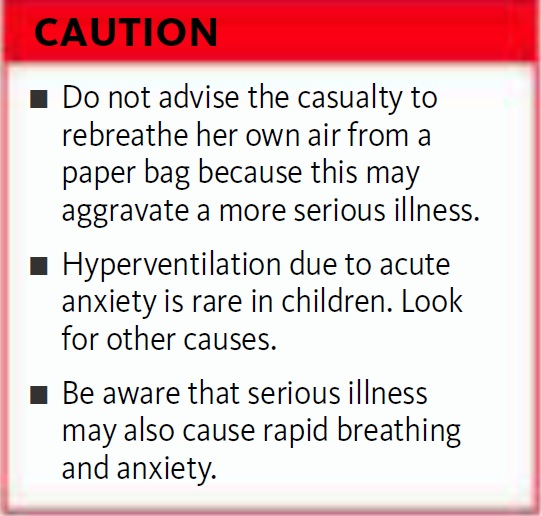 CAUTION
■ Do not advise the casualty to
rebreathe her own air from a
paper bag because this may
aggravate a more serious illness.
■ Hyperventilation due to acute
anxiety is rare in children. Look
for other causes.
■ Be aware that serious illness
may also cause rapid breathing
and anxiety.